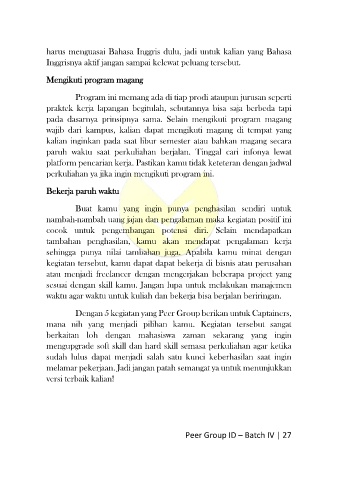 harus menguasai Bahasa Inggris dulu, jadi untuk kalian yang Bahasa
Inggrisnya aktif jangan sampai kelewat peluang tersebut.
Mengikuti program magang
Program ini memang ada di tiap prodi ataupun jurusan seperti
praktek kerja lapangan begitulah, sebutannya bisa saja berbeda tapi
pada dasarnya prinsipnya sama. Selain mengikuti program magang
wajib dari kampus, kalian dapat mengikuti magang di tempat yang
kalian inginkan pada saat libur semester atau bahkan magang secara
paruh waktu saat perkuliahan berjalan. Tinggal cari infonya lewat
platform pencarian kerja. Pastikan kamu tidak keteteran dengan jadwal
perkuliahan ya jika ingin mengikuti program ini.
Bekerja paruh waktu
Buat kamu yang ingin punya penghasilan sendiri untuk
nambah-nambah uang jajan dan pengalaman maka kegiatan positif ini
cocok untuk pengembangan potensi diri. Selain mendapatkan
tambahan penghasilan, kamu akan mendapat pengalaman kerja
sehingga punya nilai tambahan juga. Apabila kamu minat dengan
kegiatan tersebut, kamu dapat dapat bekerja di bisnis atau perusahan
atau menjadi freelancer dengan mengerjakan beberapa project yang
sesuai dengan skill kamu. Jangan lupa untuk melakukan manajemen
waktu agar waktu untuk kuliah dan bekerja bisa berjalan beriringan.
Dengan 5 kegiatan yang Peer Group berikan untuk Captainers,
mana nih yang menjadi pilihan kamu. Kegiatan tersebut sangat
berkaitan loh dengan mahasiswa zaman sekarang yang ingin
mengupgrade soft skill dan hard skill semasa perkuliahan agar ketika
sudah lulus dapat menjadi salah satu kunci keberhasilan saat ingin
melamar pekerjaan. Jadi jangan patah semangat ya untuk menunjukkan
versi terbaik kalian!
Peer Group ID – Batch IV | 27